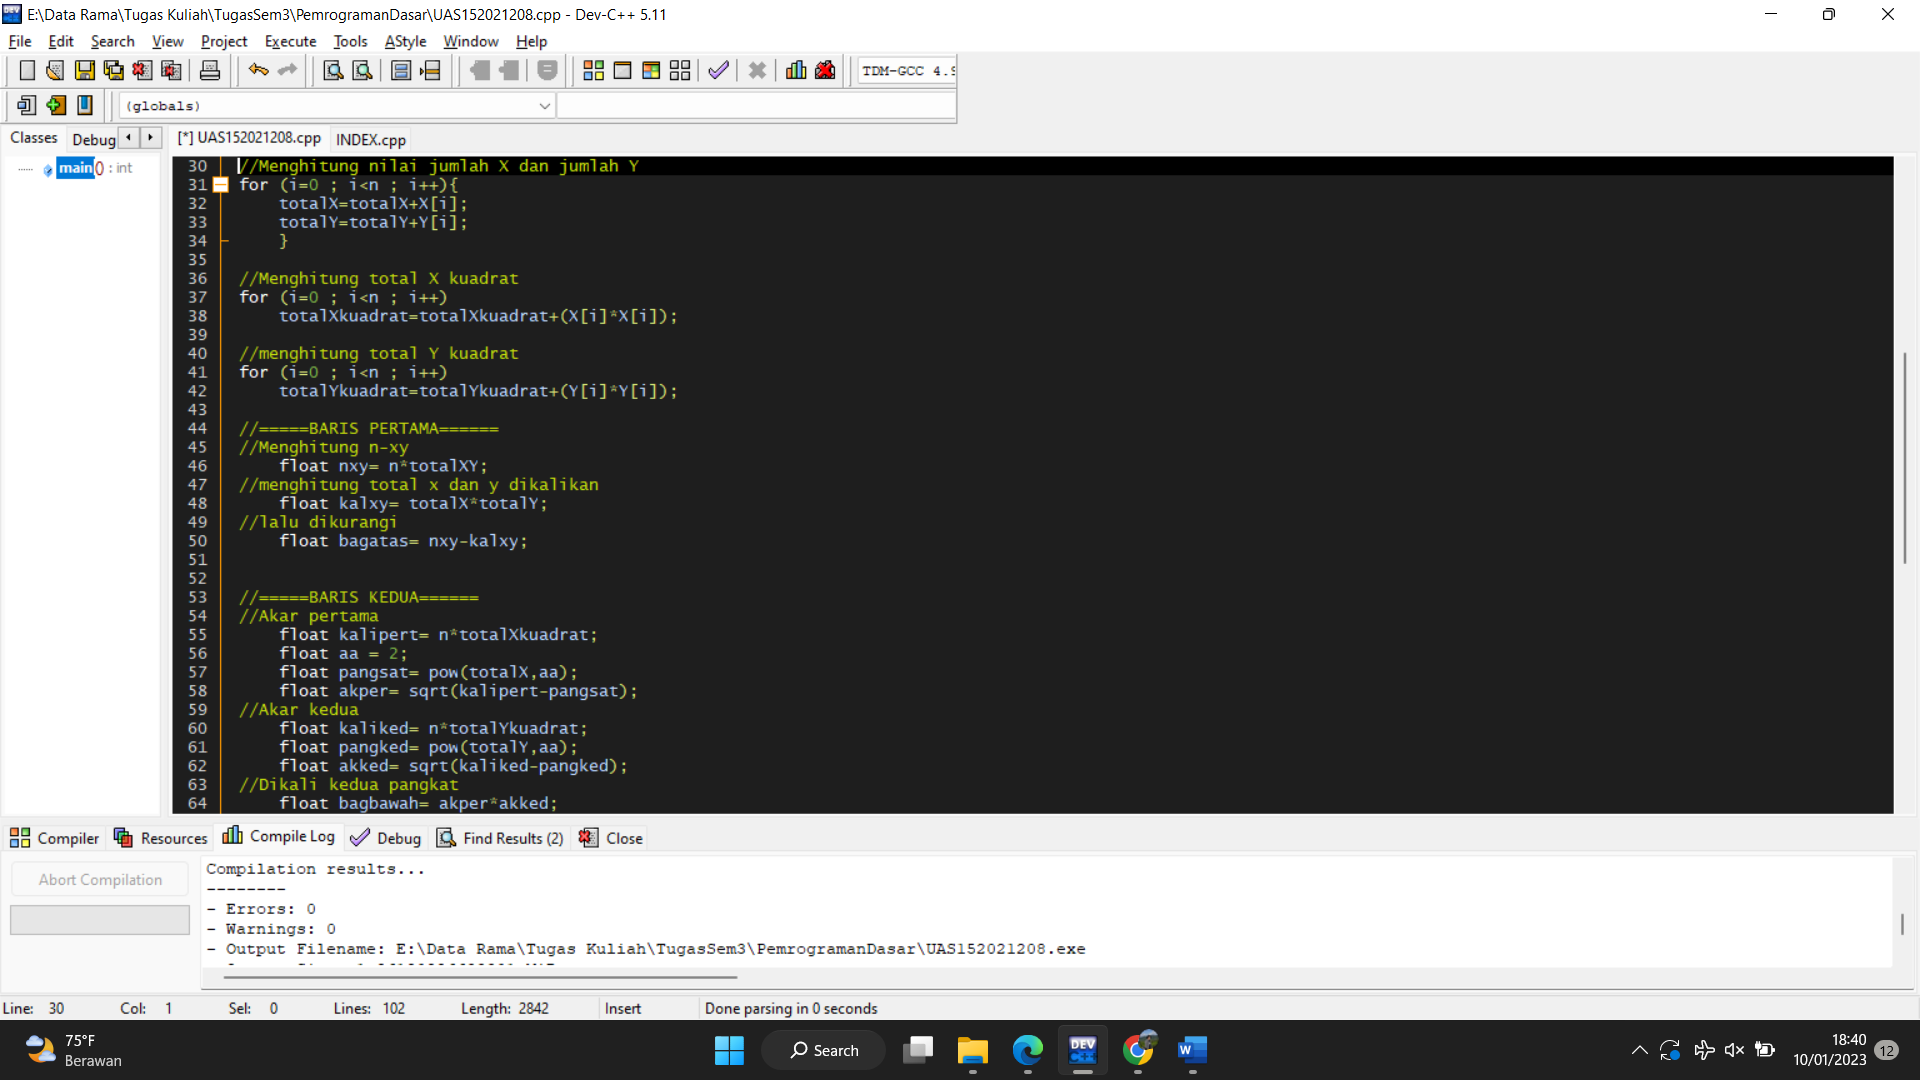 E:\Data Rama\Tugas Kuliah\TugasSem3\PemrogramanDasar\UAS152021208.cpp - Dev-C++ 5.11
File Edit Search View Project Execute Tools AStyle Window Help
TDM-GCC 4.9
(globals)
Classes Debug [*] UAS152021208.cpp INDEX.cpp
main() : int
30 //Menghitung nilai jumlah X dan jumlah Y
31 for (i=0 ; i<n ; i++){
32 totalX=totalX+X[i];
33 totalY=totalY+Y[i];
34 }
35
36 //Menghitung total X kuadrat
37 for (i=0 ; i<n ; i++)
38 totalXkuadrat=totalXkuadrat+(X[i]*X[i]);
39
40 //menghitung total Y kuadrat
41 for (i=0 ; i<n ; i++)
42 totalYkuadrat=totalYkuadrat+(Y[i]*Y[i]);
43
44 //=====BARIS PERTAMA======
45 //Menghitung n-xy
46 float nxy= n*totalXY;
47 //menghitung total x dan y dikalikan
48 float kalxy= totalX*totalY;
49 //lalu dikurangi
50 float bagatas= nxy-kalxy;
51
52
53 //=====BARIS KEDUA======
54 //Akar pertama
55 float kalipert= n*totalXkuadrat;
56 float aa = 2;
57 float pangsat= pow(totalX,aa);
58 float akper= sqrt(kalipert-pangsat);
59 //Akar kedua
60 float kaliked= n*totalYkuadrat;
61 float pangked= pow(totalY,aa);
62 float akked= sqrt(kaliked-pangked);
63 //Dikali kedua pangkat
64 float bagbawah= akper*akked;
Compiler Resources Compile Log Debug Find Results (2) Close
Abort Compilation
Compilation results...
--------
- Errors: 0
- Warnings: 0
- Output Filename: E:\Data Rama\Tugas Kuliah\TugasSem3\PemrogramanDasar\UAS152021208.exe
Line: 30 Col: 1 Sel: 0 Lines: 102 Length: 2842 Insert Done parsing in 0 seconds
75°F
Berawan
Search
DEV
C++
W
18:40
10/01/2023
12